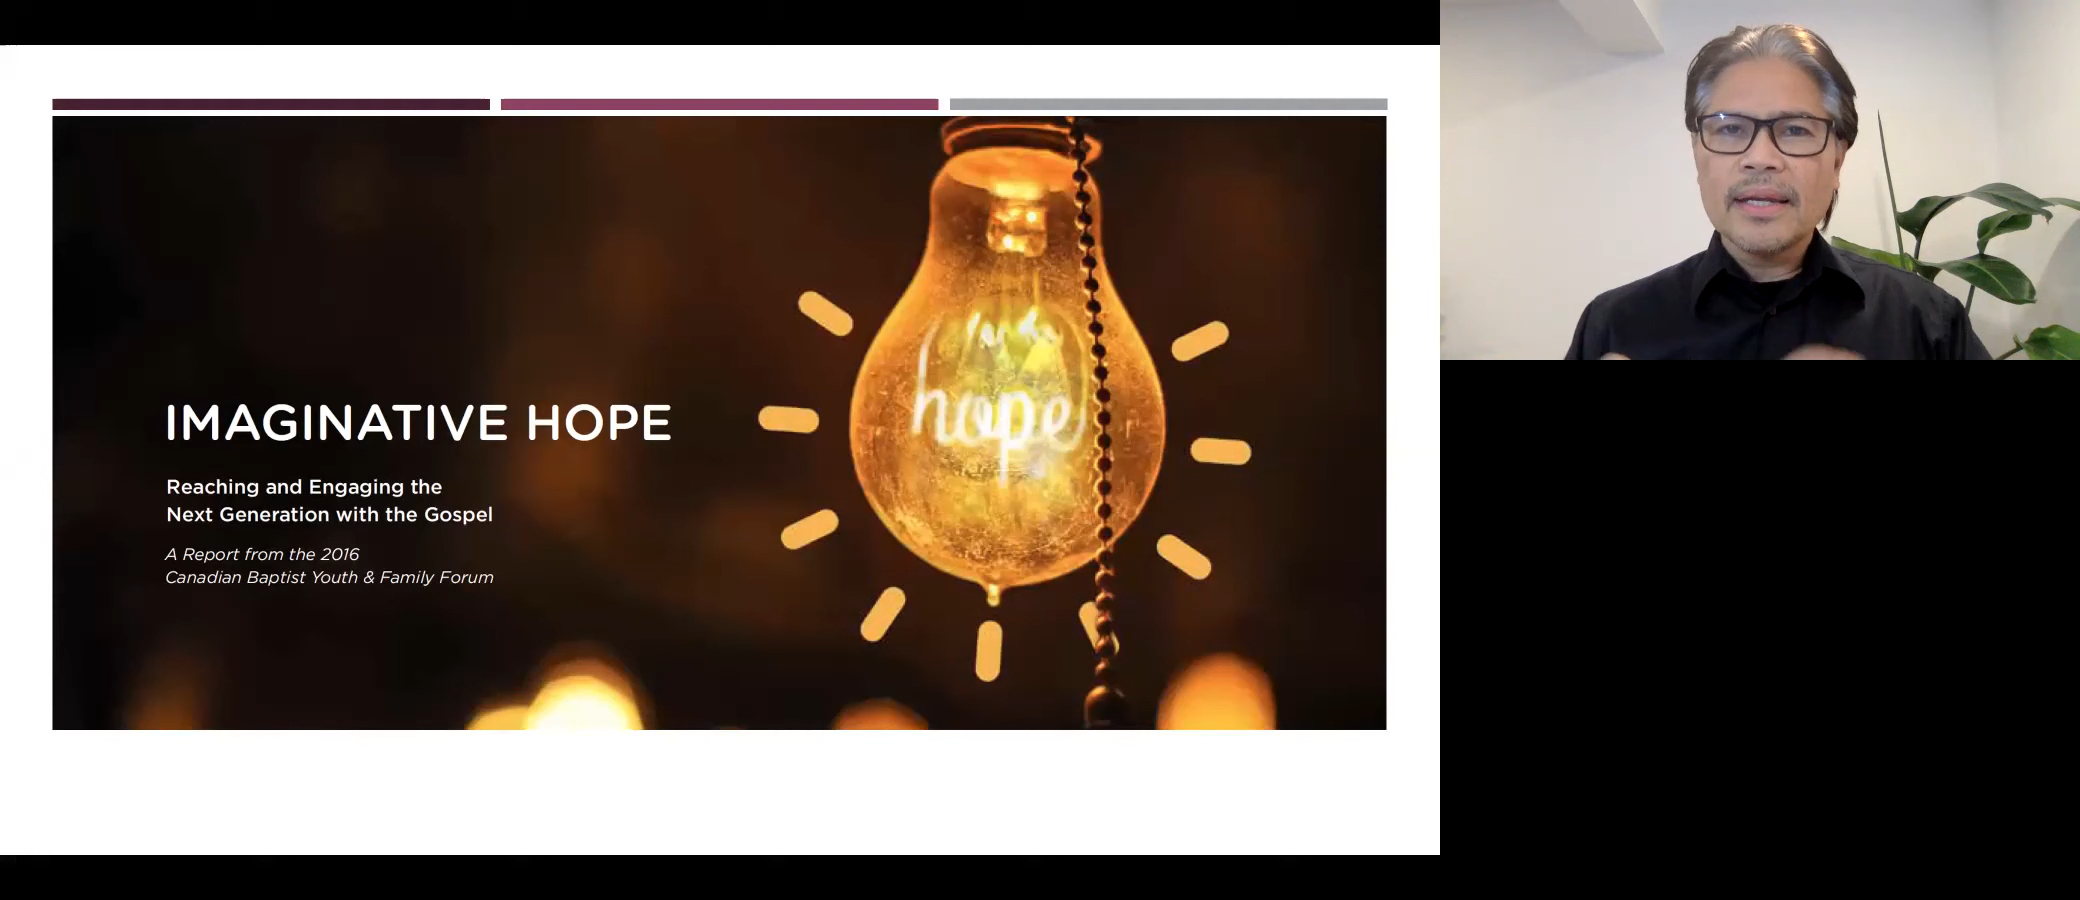 IMAGINATIVE HOPE
Reaching and Engaging the
Next Generation with the Gospel
A Report from the 2016
Canadian Baptist Youth & Family Forum
hope